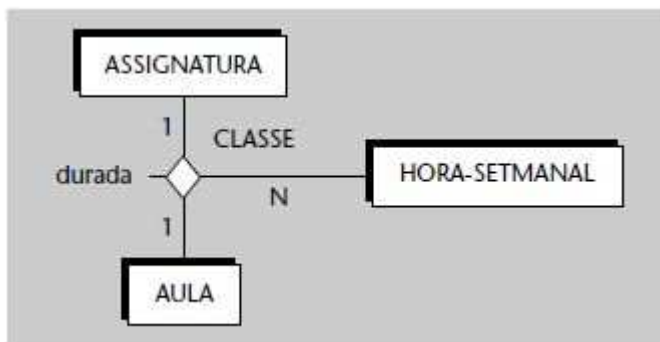 ASSIGNATURA
1
CLASSE
durada
HORA-SETMANAL
N
1
AULA